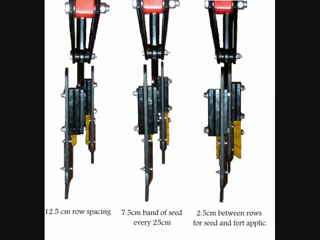 12.5 cm row spacing
7.5cm band of seed
every 25cm
2.5cm between rows
for seed and fert applic.